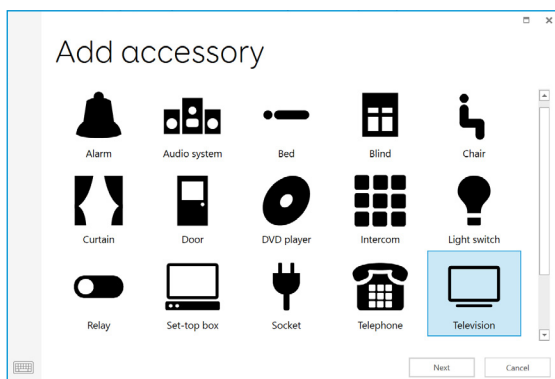 Add accessory
Alarm Audio system Bed Blind Chair
Curtain Door DVD player Intercom Light switch
Relay Set-top box Socket Telephone Television
Next Cancel